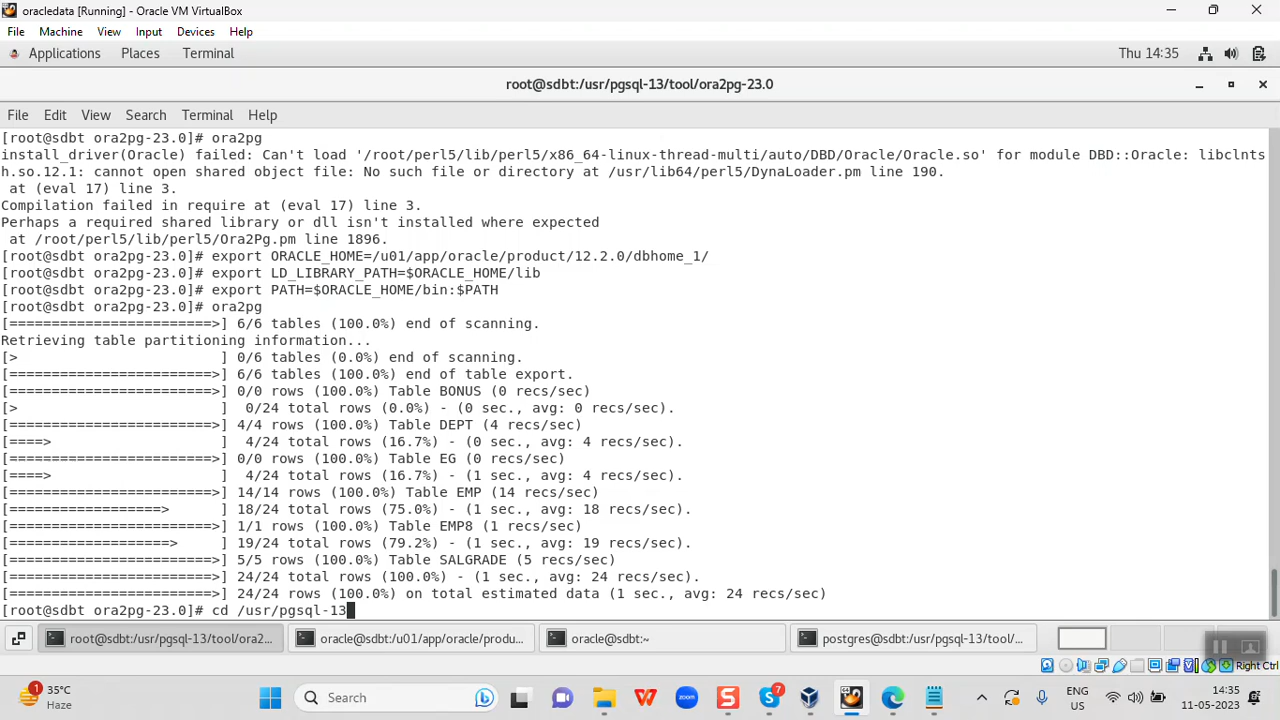 oracledata [Running] - Oracle VM VirtualBox
File Machine View Input Devices Help
Applications Places Terminal Thu 14:35
root@sdbt:/usr/pgsql-13/tool/ora2pg-23.0
File Edit View Search Terminal Help
[root@sdbt ora2pg-23.0]# ora2pg
install_driver(Oracle) failed: Can't load '/root/perl5/lib/perl5/x86_64-linux-thread-multi/auto/DBD/Oracle/Oracle.so' for module DBD::Oracle: libclnts
h.so.12.1: cannot open shared object file: No such file or directory at /usr/lib64/perl5/DynaLoader.pm line 190.
at (eval 17) line 3.
Compilation failed in require at (eval 17) line 3.
Perhaps a required shared library or dll isn't installed where expected
at /root/perl5/lib/perl5/Ora2Pg.pm line 1896.
[root@sdbt ora2pg-23.0]# export ORACLE_HOME=/u01/app/oracle/product/12.2.0/dbhome_1/
[root@sdbt ora2pg-23.0]# export LD_LIBRARY_PATH=$ORACLE_HOME/lib
[root@sdbt ora2pg-23.0]# export PATH=$ORACLE_HOME/bin:$PATH
[root@sdbt ora2pg-23.0]# ora2pg
[========================>] 6/6 tables (100.0%) end of scanning.
Retrieving table partitioning information...
[>                        ] 0/6 tables (0.0%) end of scanning.
[========================>] 6/6 tables (100.0%) end of table export.
[========================>] 0/0 rows (100.0%) Table BONUS (0 recs/sec)
[>                        ]  0/24 total rows (0.0%) - (0 sec., avg: 0 recs/sec).
[========================>] 4/4 rows (100.0%) Table DEPT (4 recs/sec)
[====>                    ]  4/24 total rows (16.7%) - (0 sec., avg: 4 recs/sec).
[========================>] 0/0 rows (100.0%) Table EG (0 recs/sec)
[====>                    ]  4/24 total rows (16.7%) - (1 sec., avg: 4 recs/sec).
[========================>] 14/14 rows (100.0%) Table EMP (14 recs/sec)
[==================>      ] 18/24 total rows (75.0%) - (1 sec., avg: 18 recs/sec).
[========================>] 1/1 rows (100.0%) Table EMP8 (1 recs/sec)
[===================>     ] 19/24 total rows (79.2%) - (1 sec., avg: 19 recs/sec).
[========================>] 5/5 rows (100.0%) Table SALGRADE (5 recs/sec)
[========================>] 24/24 total rows (100.0%) - (1 sec., avg: 24 recs/sec).
[========================>] 24/24 rows (100.0%) on total estimated data (1 sec., avg: 24 recs/sec)
[root@sdbt ora2pg-23.0]# cd /usr/pgsql-13
root@sdbt:/usr/pgsql-13/tool/ora2... oracle@sdbt:/u01/app/oracle/produ... oracle@sdbt:~ postgres@sdbt:/usr/pgsql-13/tool/...
Right Ctrl
1 35°C Haze Search zoom 7 ENG US 14:35 11-05-2023